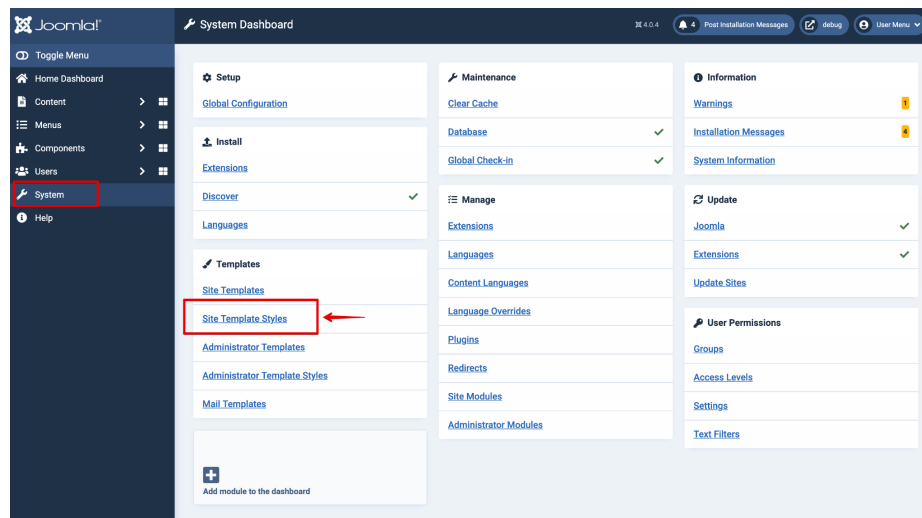 Joomla!
System Dashboard
4.0.4
4 Post Installation Messages
debug
User Menu
Toggle Menu
Home Dashboard
Content
Menus
Components
Users
System
Help
Setup
Global Configuration
Install
Extensions
Discover
Languages
Templates
Site Templates
Site Template Styles
Administrator Templates
Administrator Template Styles
Mail Templates
Add module to the dashboard
Maintenance
Clear Cache
Database
Global Check-in
Manage
Extensions
Languages
Content Languages
Language Overrides
Plugins
Redirects
Site Modules
Administrator Modules
Information
Warnings 1
Installation Messages 4
System Information
Update
Joomla
Extensions
Update Sites
User Permissions
Groups
Access Levels
Settings
Text Filters